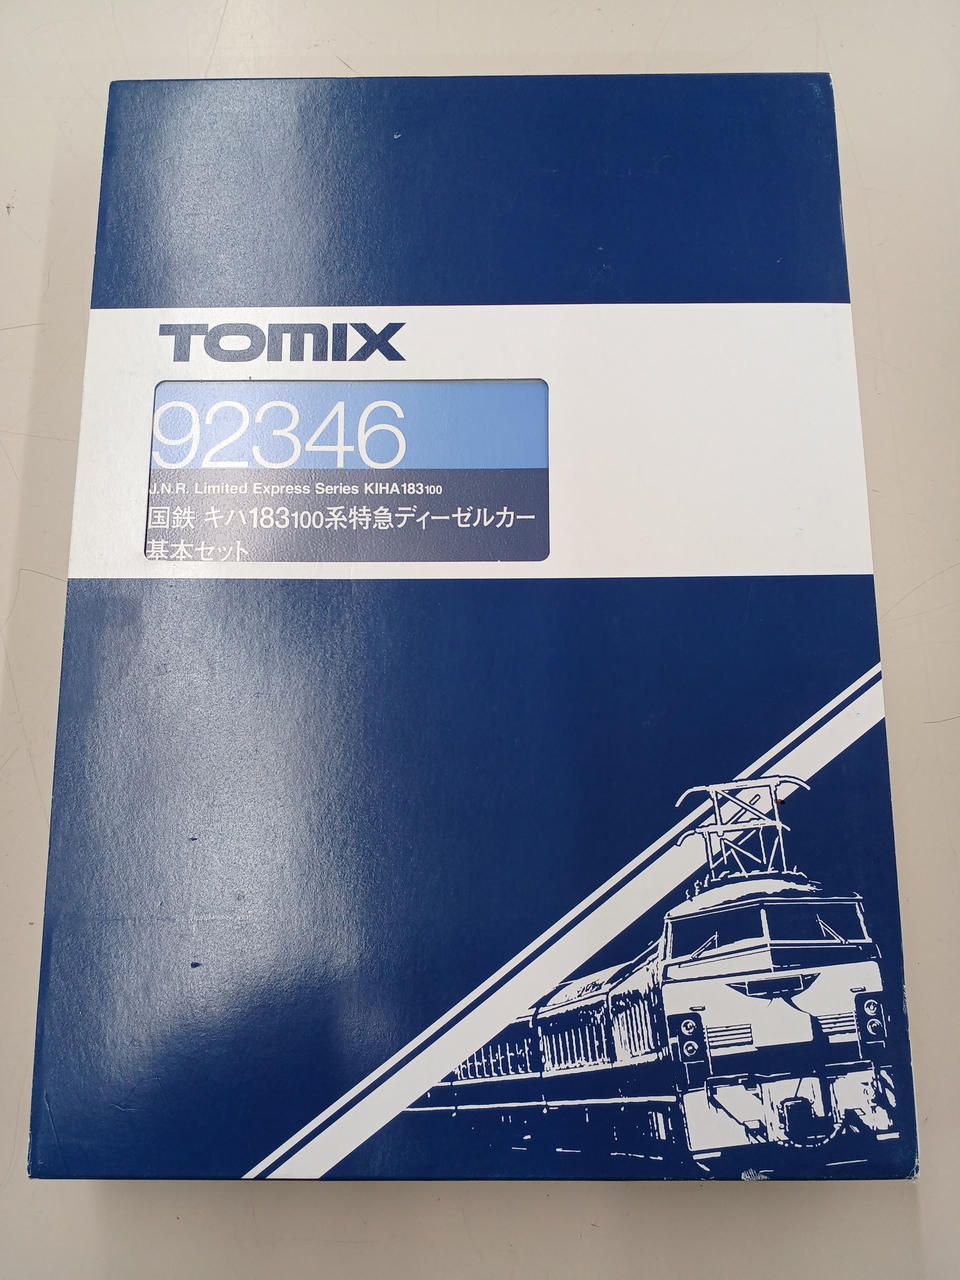 TOMIX
92346
J.N.R. Limited Express Series KIHA183100
国鉄 キハ183100系特急ディーゼルカー
基本セット